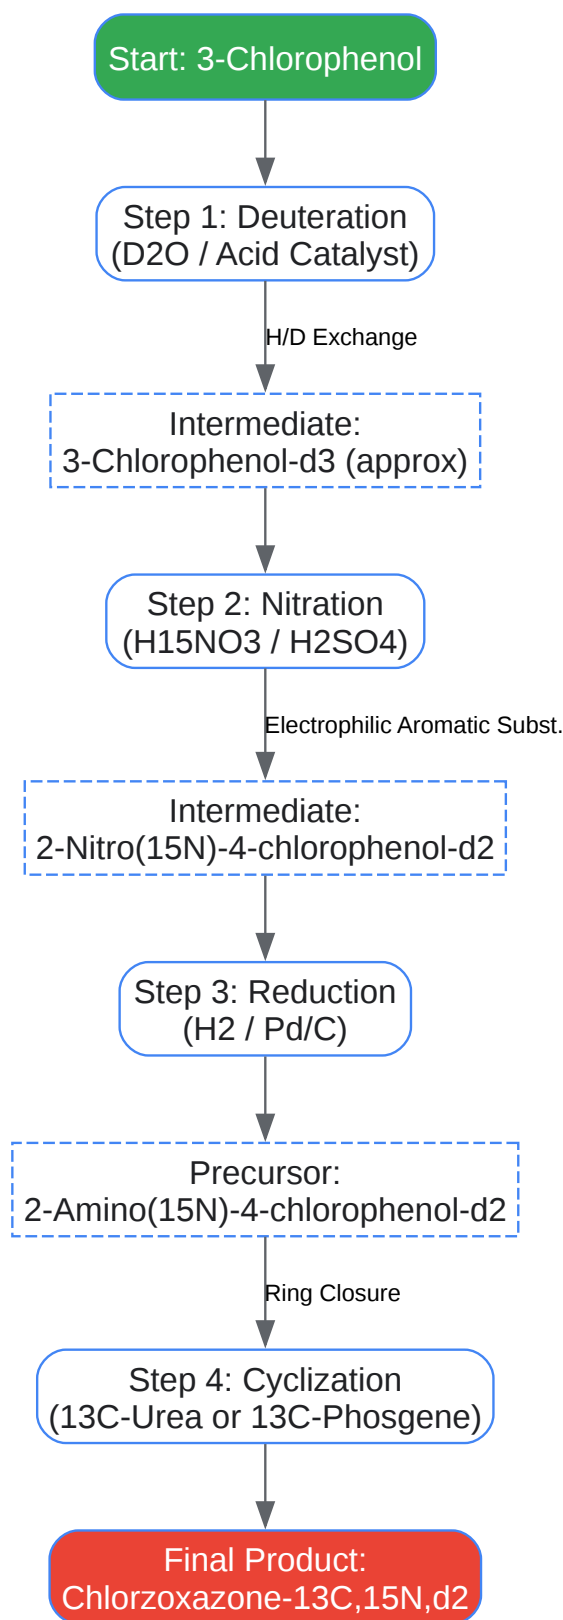 Start: 3-Chlorophenol
Step 1: Deuteration
(D2O / Acid Catalyst)
H/D Exchange
Intermediate:
3-Chlorophenol-d3 (approx)
Step 2: Nitration
(H15NO3 / H2SO4)
Electrophilic Aromatic Subst.
Intermediate:
2-Nitro(15N)-4-chlorophenol-d2
Step 3: Reduction
(H2 / Pd/C)
Precursor:
2-Amino(15N)-4-chlorophenol-d2
Ring Closure
Step 4: Cyclization
(13C-Urea or 13C-Phosgene)
Final Product:
Chlorzoxazone-13C,15N,d2